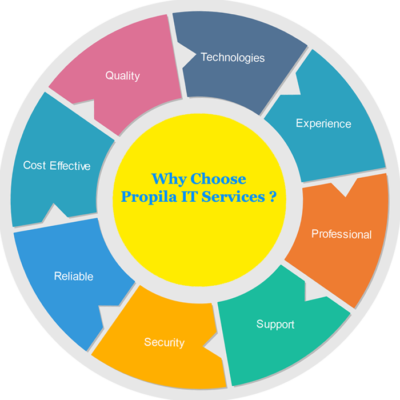 Why Choose
Propila IT Services ?
Technologies
Experience
Professional
Support
Security
Reliable
Cost Effective
Quality